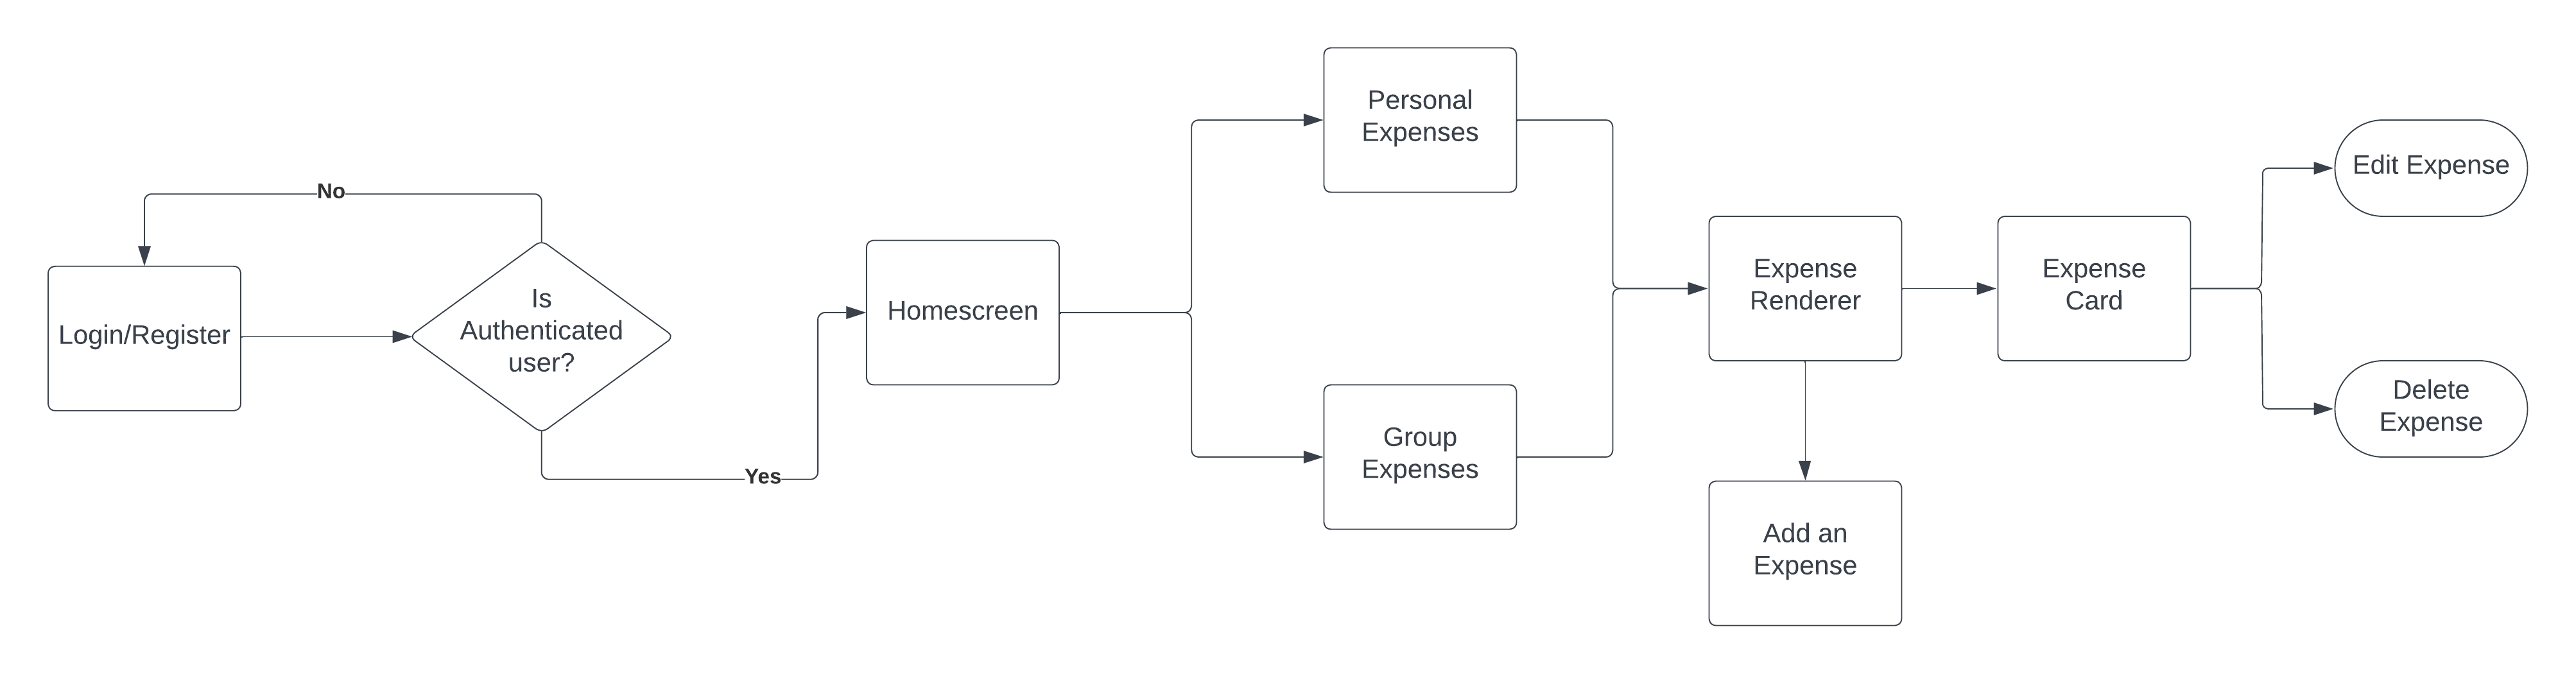 No
Login/Register
Is
Authenticated
user?
Yes
Homescreen
Personal
Expenses
Group
Expenses
Expense
Renderer
Add an
Expense
Expense
Card
Edit Expense
Delete
Expense